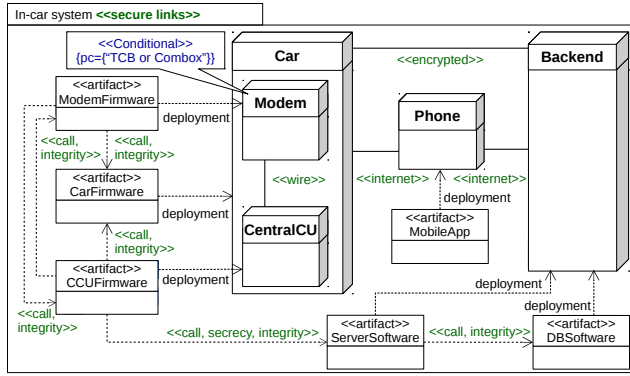 In-car system <<secure links>>
<<Conditional>>
{pc={“TCB or Combox”}}
Car
<<encrypted>>
Backend
<<artifact>>
ModemFirmware
deployment
Modem
Phone
<<call,
integrity>>
<<call,
integrity>>
<<artifact>>
CarFirmware
deployment
<<wire>>
<<internet>>
<<internet>>
deployment
<<artifact>>
MobileApp
<<call,
integrity>>
CentralCU
<<artifact>>
CCUFirmware
deployment
deployment
deployment
<<call,
integrity>>
<<call, secrecy, integrity>>
<<artifact>>
ServerSoftware
<<call, integrity>>
<<artifact>>
DBSoftware